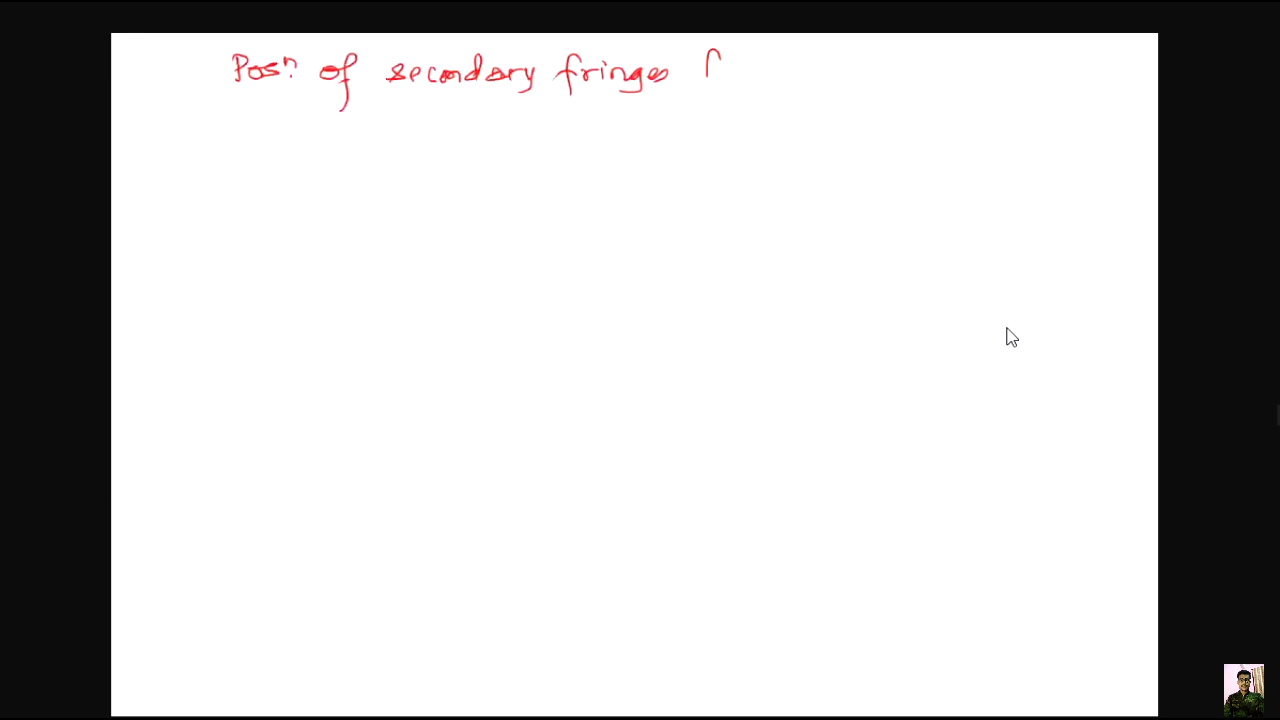 Posⁿ. of secondary fringes